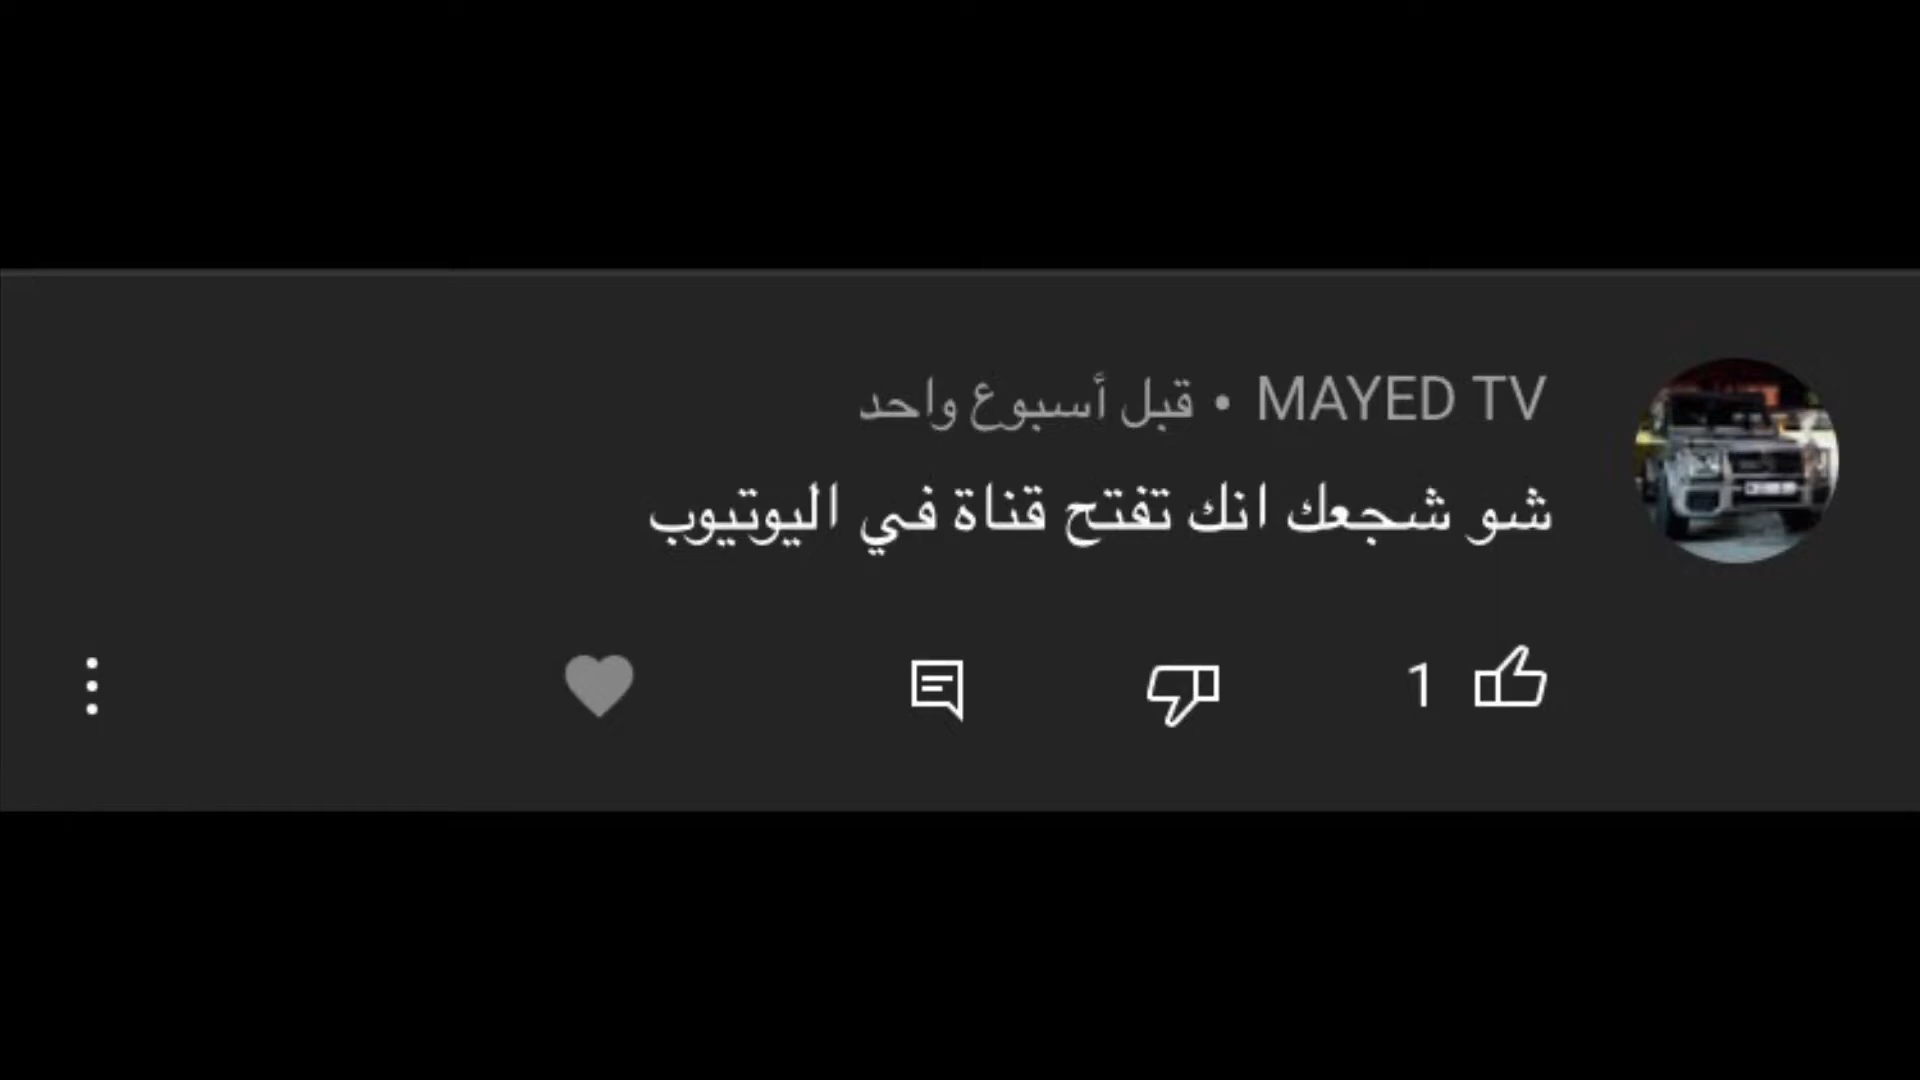 MAYED TV • قبل أسبوع واحد
شو شجعك انك تفتح قناة في اليوتيوب
1